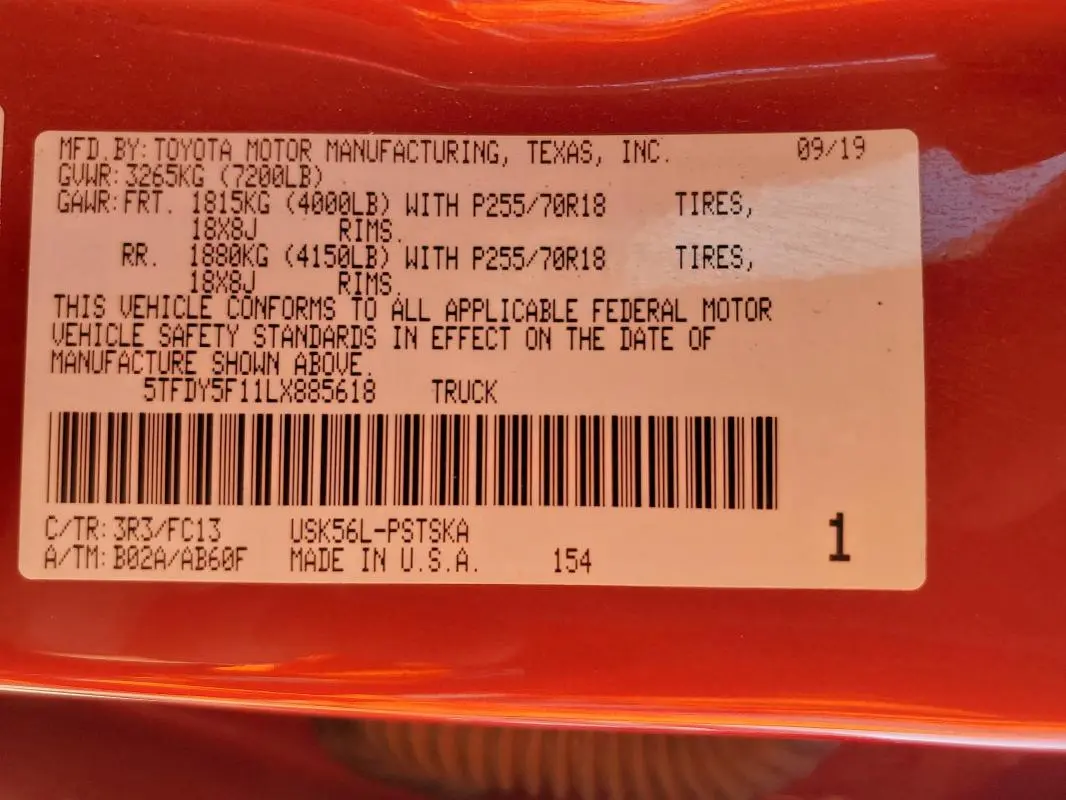 MFD.BY: TOYOTA MOTOR MANUFACTURING, TEXAS, INC. 09/19
GVWR: 3265KG (7200LB)
GAWR: FRT. 1815KG (4000LB) WITH P255/70R18 TIRES,
18X8J RIMS.
RR. 1880KG (4150LB) WITH P255/70R18 TIRES,
18X8J RIMS
THIS VEHICLE CONFORMS TO ALL APPLICABLE FEDERAL MOTOR
VEHICLE SAFETY STANDARDS IN EFFECT ON THE DATE OF
MANUFACTURE SHOWN ABOVE.
5TFDY5F11LX885618 TRUCK
C/TR: 3R3/FC13 USK56L-PSTSKA
A/TM: B02A/AB60F MADE IN U.S.A. 154
1